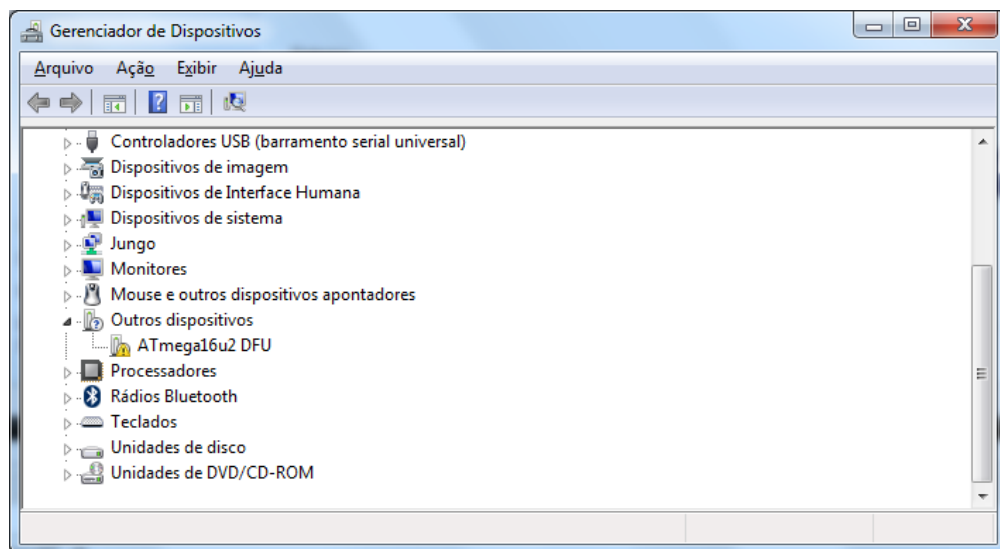 Gerenciador de Dispositivos
Arquivo Ação Exibir Ajuda
Controladores USB (barramento serial universal)
Dispositivos de imagem
Dispositivos de Interface Humana
Dispositivos de sistema
Jungo
Monitores
Mouse e outros dispositivos apontadores
Outros dispositivos
ATmega16u2 DFU
Processadores
Rádios Bluetooth
Teclados
Unidades de disco
Unidades de DVD/CD-ROM